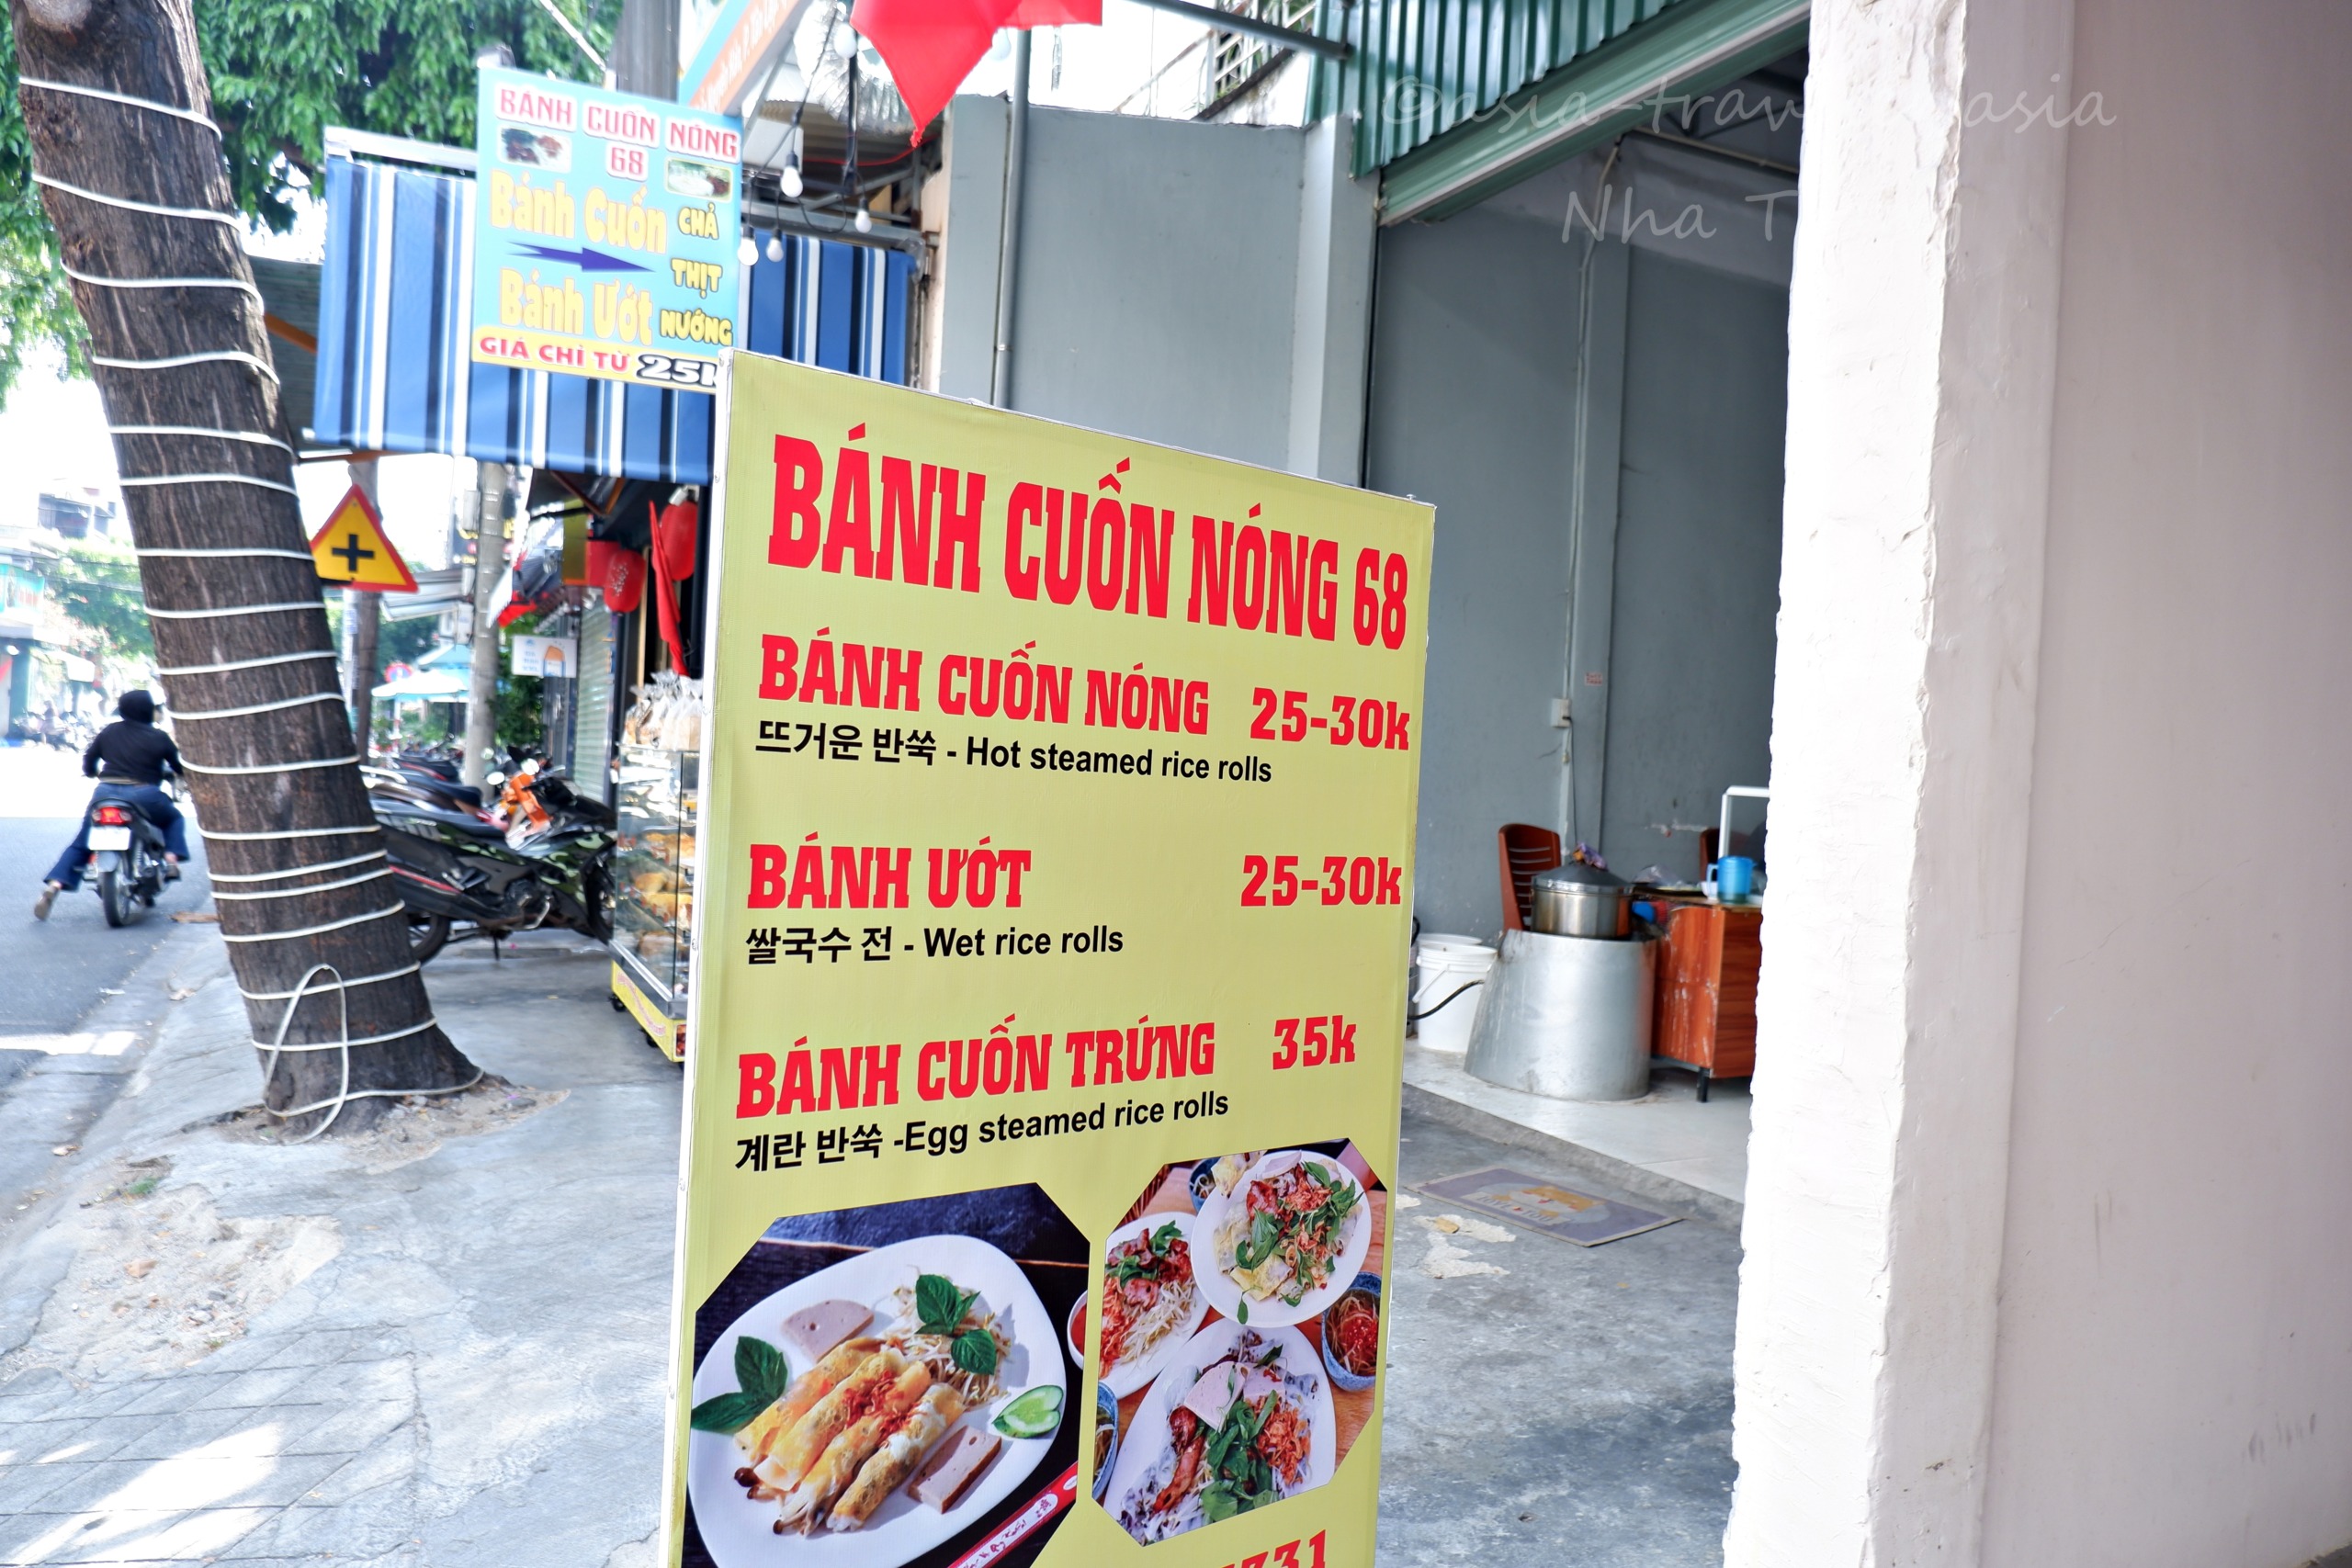 BÁNH CUỐN NÓNG
68
Bánh Cuốn
CHẢ
THỊT
Bánh Ướt
NƯỚNG
GIÁ CHỈ TỪ 25K
BÁNH CUỐN NÓNG 68
BÁNH CUỐN NÓNG 25-30k
뜨거운 반쑥 - Hot steamed rice rolls
BÁNH ƯỚT 25-30k
쌀국수 전 - Wet rice rolls
BÁNH CUỐN TRỨNG 35k
계란 반쑥 -Egg steamed rice rolls
Nha